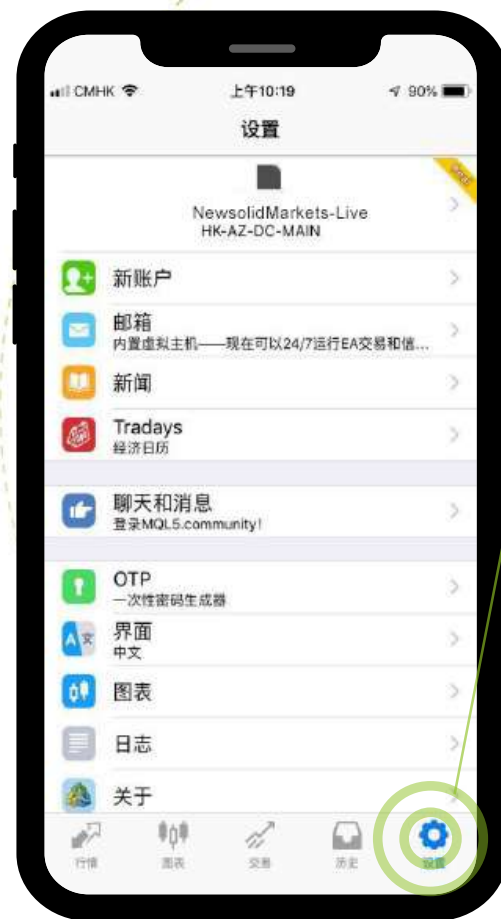 CMHK 上午10:19 90%
设置
Real
NewsolidMarkets-Live
HK-AZ-DC-MAIN
新账户
邮箱
内置虚拟主机——现在可以24/7运行EA交易和信...
新闻
Tradays
经济日历
聊天和消息
登录MQL5.community!
OTP
一次性密码生成器
界面
中文
图表
日志
关于
行情 图表 交易 历史 设置